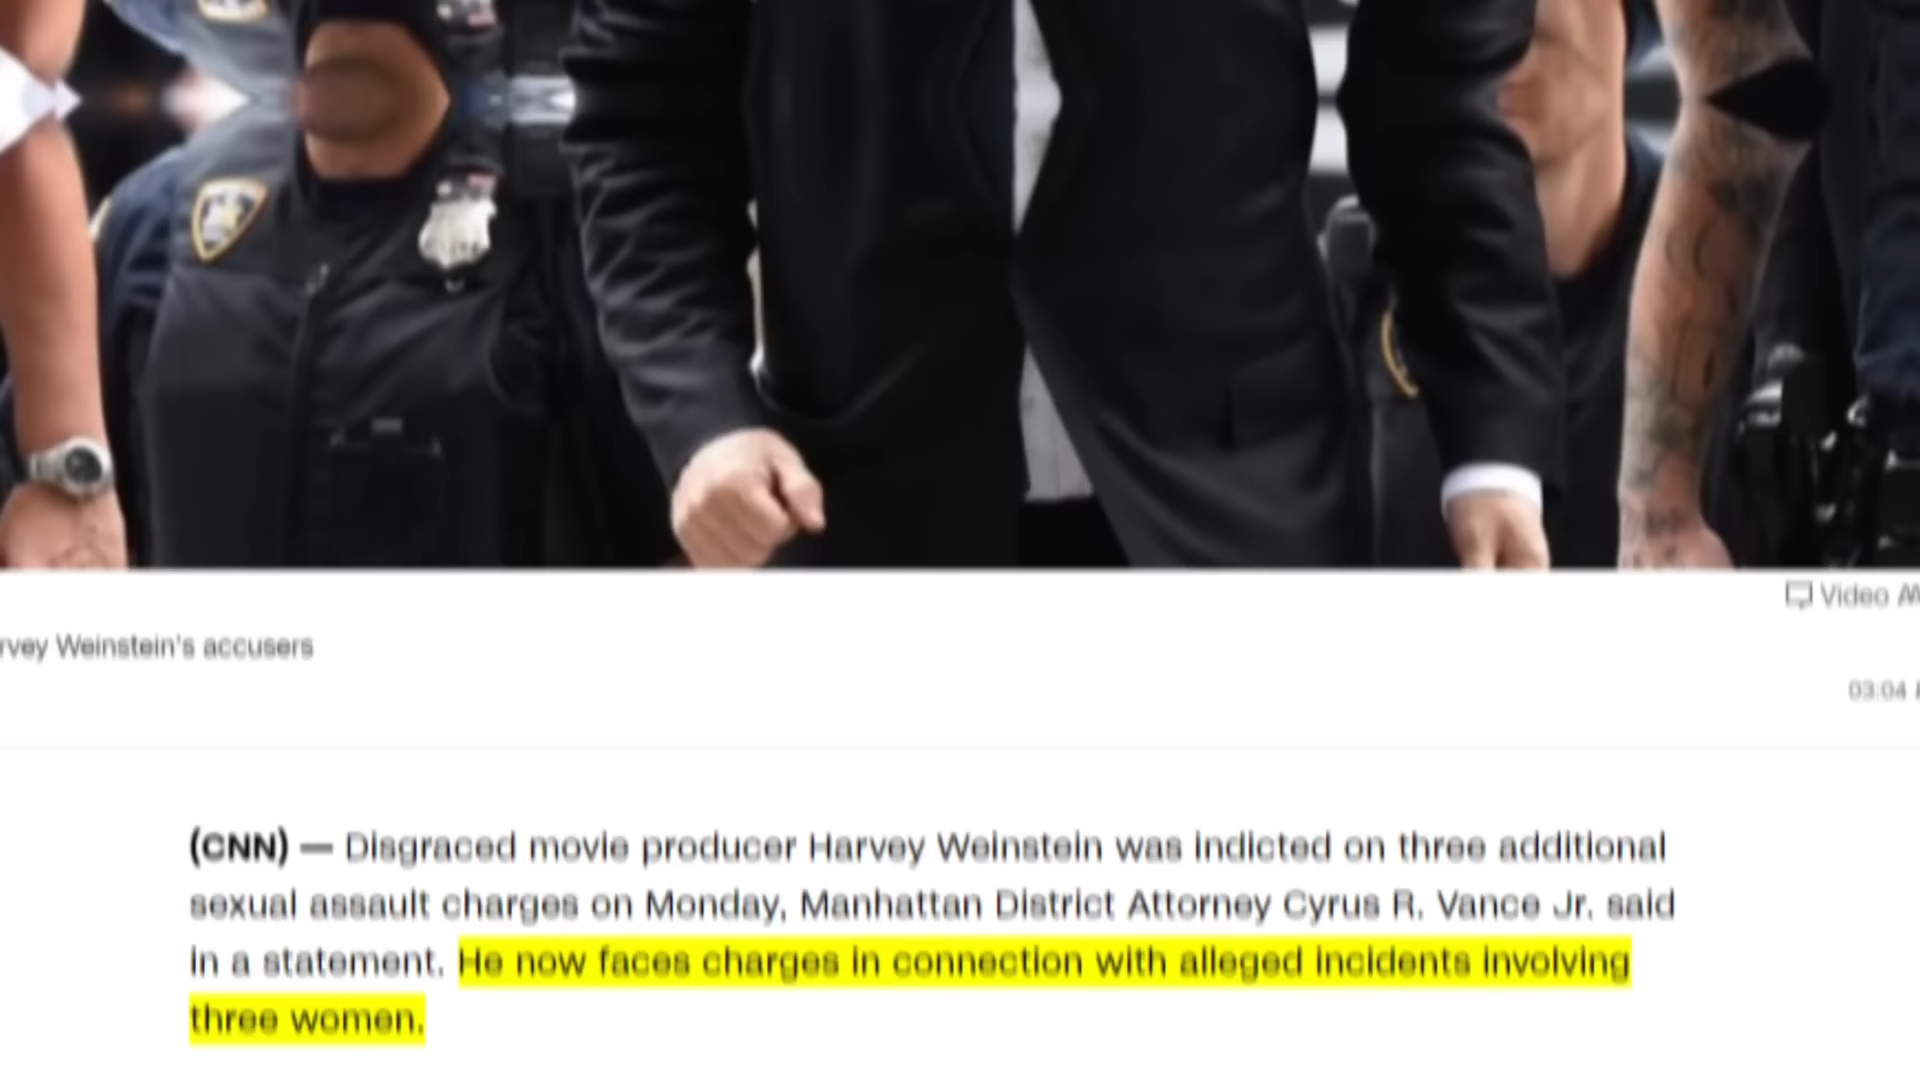 Video
rvey Weinstein's accusers
03:04
(CNN) — Disgraced movie producer Harvey Weinstein was indicted on three additional
sexual assault charges on Monday, Manhattan District Attorney Cyrus R. Vance Jr. said
in a statement. He now faces charges in connection with alleged incidents involving
three women.